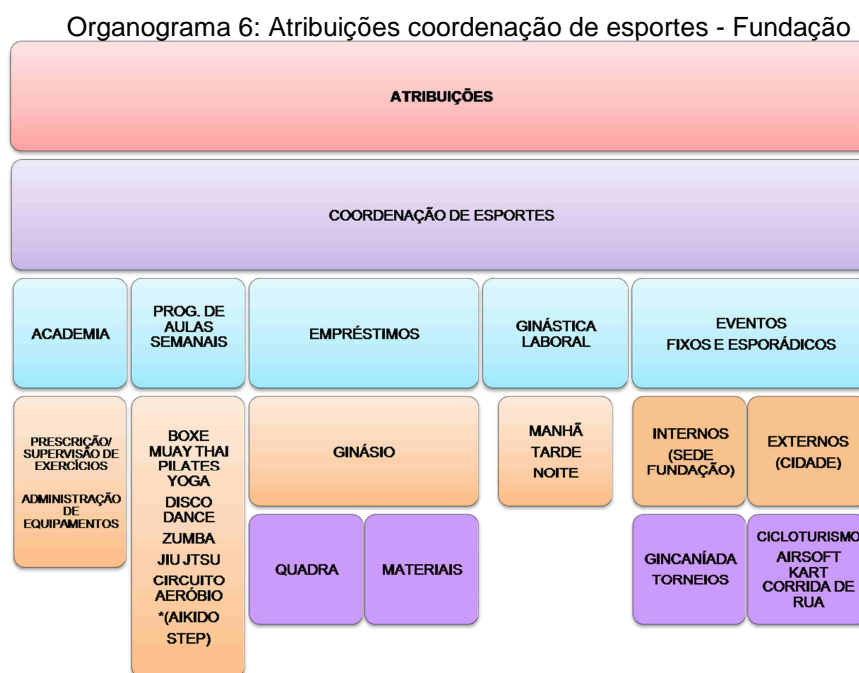 Organograma 6: Atribuições coordenação de esportes - Fundação
ATRIBUIÇÕES
COORDENAÇÃO DE ESPORTES
ACADEMIA
PROG. DE
AULAS
SEMANAIS
EMPRÉSTIMOS
GINÁSTICA
LABORAL
EVENTOS
FIXOS E ESPORÁDICOS
PRESCRIÇÃO/
SUPERVISÃO DE
EXERCÍCIOS
ADMINISTRAÇÃO
DE
EQUIPAMENTOS
BOXE
MUAY THAI
PILATES
YOGA
DISCO
DANCE
ZUMBA
JIU JTSU
CIRCUITO
AERÓBIO
*(AIKIDO
STEP)
GINÁSIO
MANHÃ
TARDE
NOITE
INTERNOS
(SEDE
FUNDAÇÃO)
EXTERNOS
(CIDADE)
QUADRA
MATERIAIS
GINCANÍADA
TORNEIOS
CICLOTURISMO
AIRSOFT
KART
CORRIDA DE
RUA